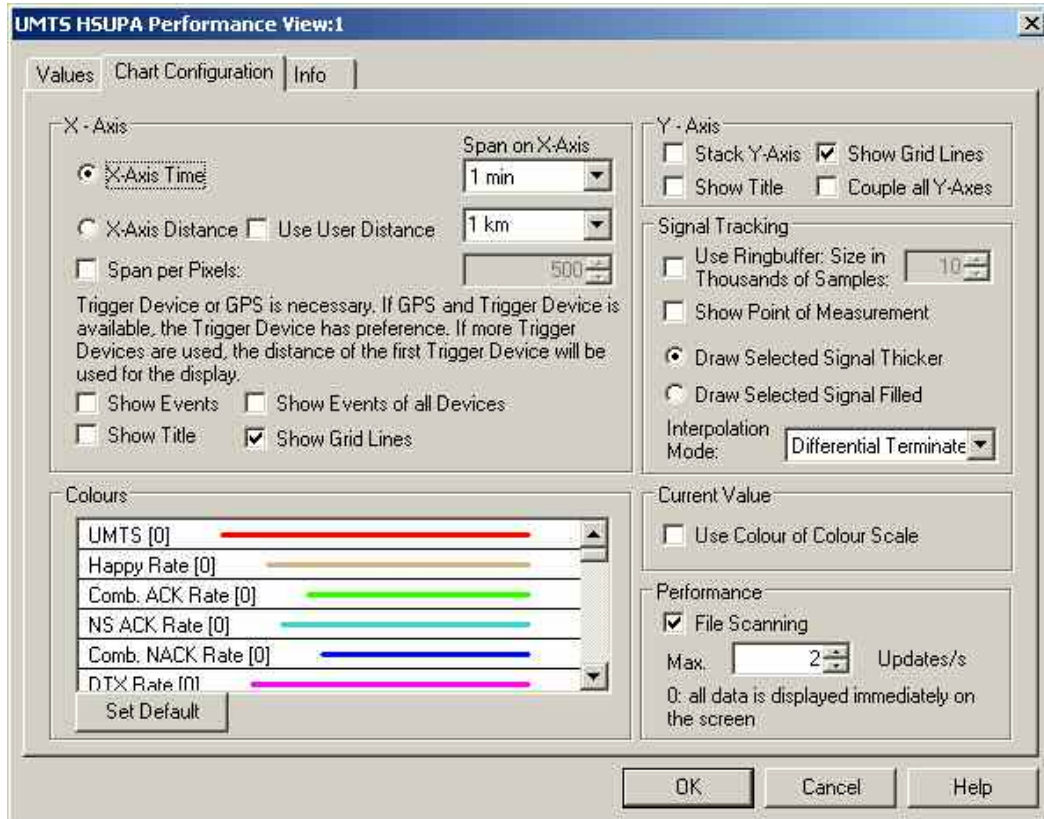 UMTS HSUPA Performance View:1
Values
Chart Configuration
Info
X - Axis
Span on X-Axis
X-Axis Time
1 min
X-Axis Distance
Use User Distance
1 km
Span per Pixels:
500
Trigger Device or GPS is necessary. If GPS and Trigger Device is
available, the Trigger Device has preference. If more Trigger
Devices are used, the distance of the first Trigger Device will be
used for the display.
Show Events
Show Events of all Devices
Show Title
Show Grid Lines
Y - Axis
Stack Y-Axis
Show Grid Lines
Show Title
Couple all Y-Axes
Signal Tracking
Use Ringbuffer: Size in
Thousands of Samples:
10
Show Point of Measurement
Draw Selected Signal Thicker
Draw Selected Signal Filled
Interpolation
Mode:
Differential Terminate
Colours
UMTS [0]
Happy Rate [0]
Comb. ACK Rate [0]
NS ACK Rate [0]
Comb. NACK Rate [0]
DTX Rate [0]
Set Default
Current Value
Use Colour of Colour Scale
Performance
File Scanning
Max.
2
Updates/s
0: all data is displayed immediately on
the screen
OK
Cancel
Help